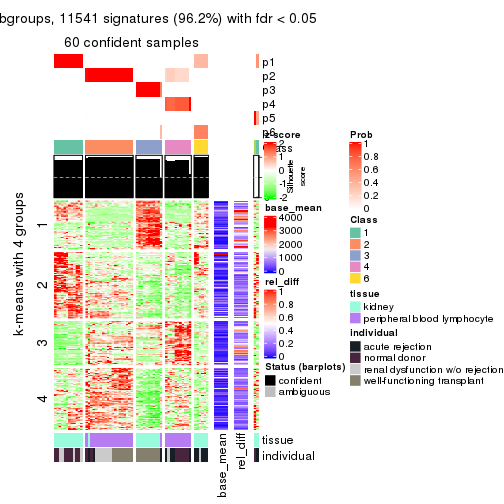 bgroups, 11541 signatures (96.2%) with fdr < 0.05
60 confident samples
p1
p2
p3
p4
p5
p6
Class
Silhouette
score
k-means with 4 groups
1
2
3
4
base_mean
rel_diff
tissue
individual
z-score
2
1
0
-1
-2
base_mean
4000
3000
2000
1000
0
rel_diff
1
0.8
0.6
0.4
0.2
0
Status (barplots)
confident
ambiguous
Prob
1
0.8
0.6
0.4
0.2
0
Class
1
2
3
4
6
tissue
kidney
peripheral blood lymphocyte
individual
acute rejection
normal donor
renal dysfunction w/o rejection
well-functioning transplant